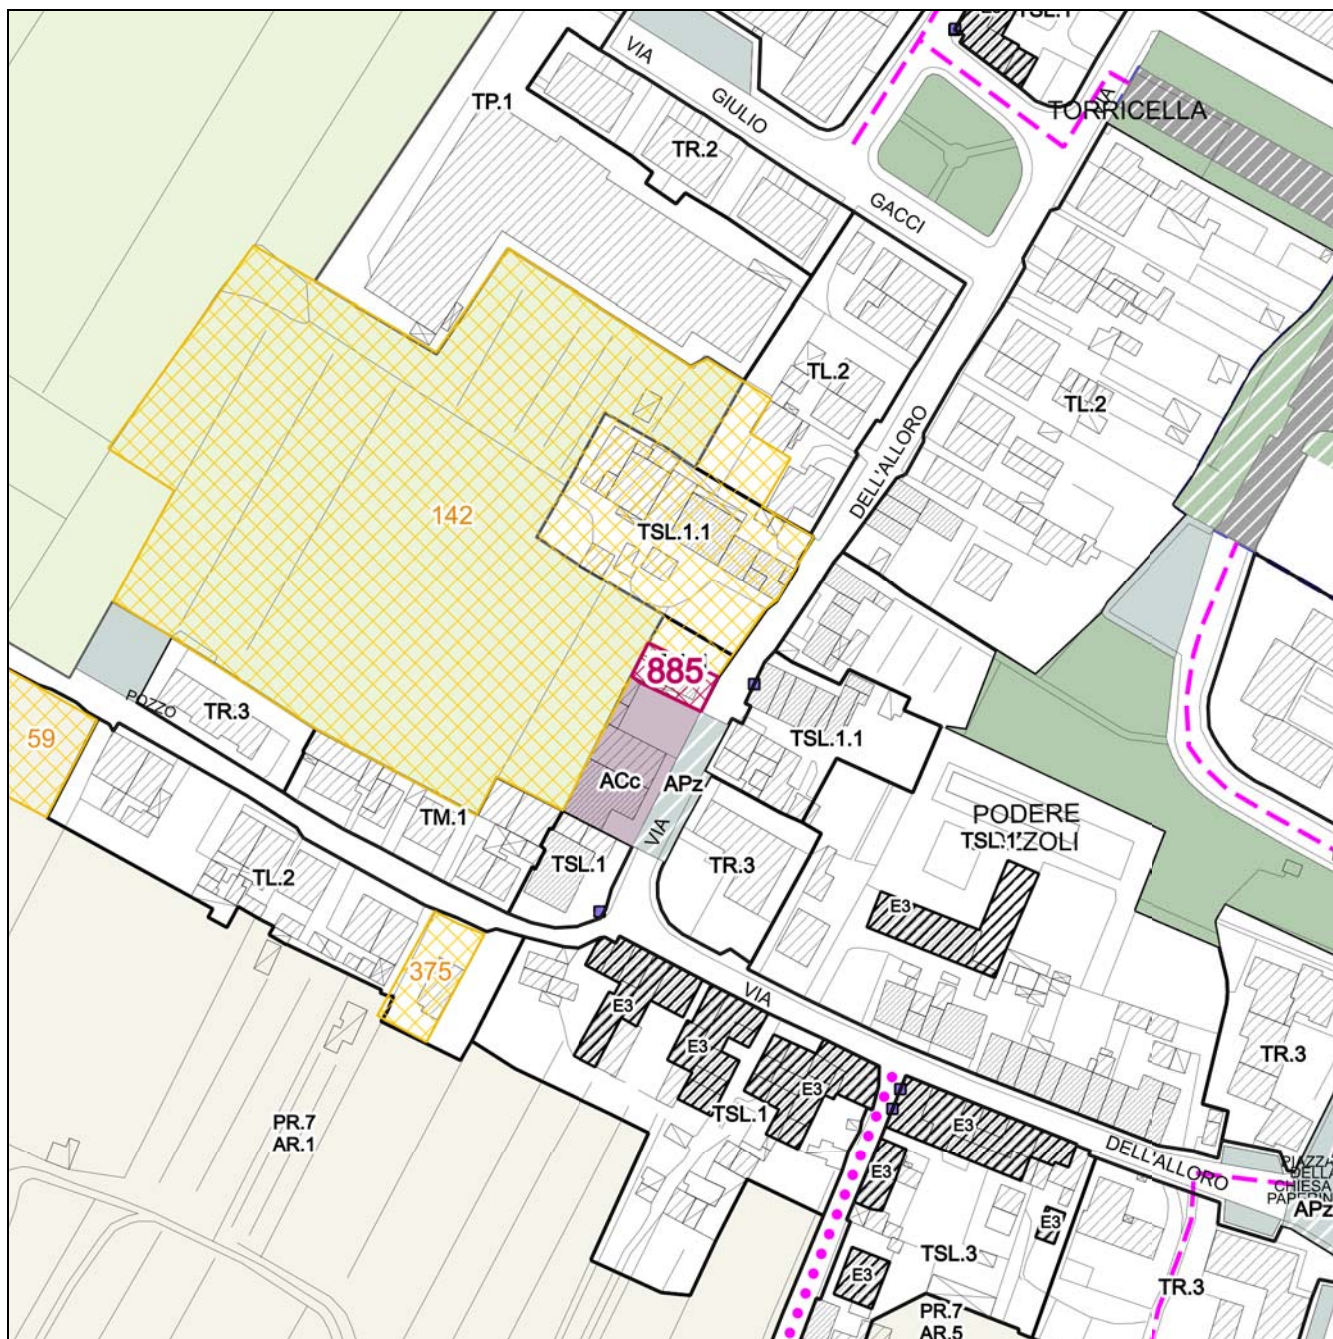 TSL.1
VIA
TP.1
GIULIO
VIA
TORRICELLA
TR.2
GACCI
TL.2
TL.2
DELL'ALLORO
142
TSL.1.1
885
POZZO
TR.3
59
TSL.1.1
ACc
APz
TM.1
PODERE
VIA
TL.2
TSL.1
TR.3
E3
375
VIA
E3
E3
E3
TR.3
TSL.1
E3
PR.7
AR.1
DELL'ALLORO
PIAZZA
DELLA
CHIESA
APz
E3
E3
TSL.3
E3
TR.3
PR.7
AR.5